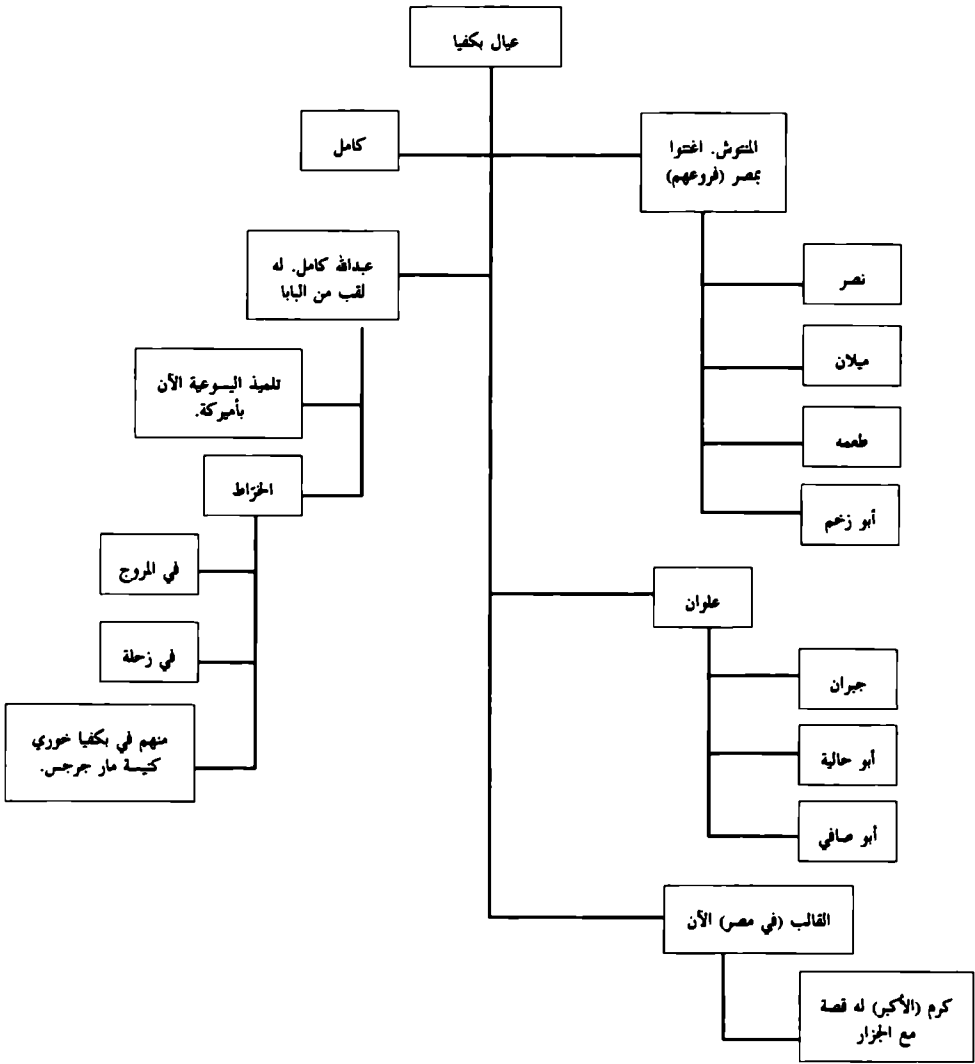 عيال بكفيا
المنتوش. اغتنوا
بمصر (فروعهم)
نصر
ميلان
طعمه
أبو زخم
علوان
جبران
أبو حالية
أبو صافي
القالب (في مصر) الآن
كرم (الأكبر) له قصة
مع الجزار
كامل
عبدالله كامل. له
لقب من البابا
تلميذ اليسوعية الآن
بأميركة.
الخرّاط
في المروج
في زحلة
منهم في بكفيا خوري
كنيسة مار جرجس.